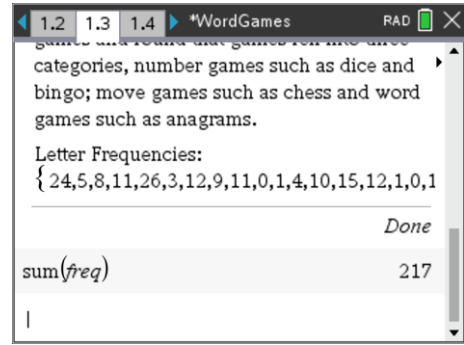 1.2 1.3 1.4 *WordGames RAD
categories, number games such as dice and
bingo; move games such as chess and word
games such as anagrams.
Letter Frequencies:
{24,5,8,11,26,3,12,9,11,0,1,4,10,15,12,1,0,1
Done
sum(freq) 217